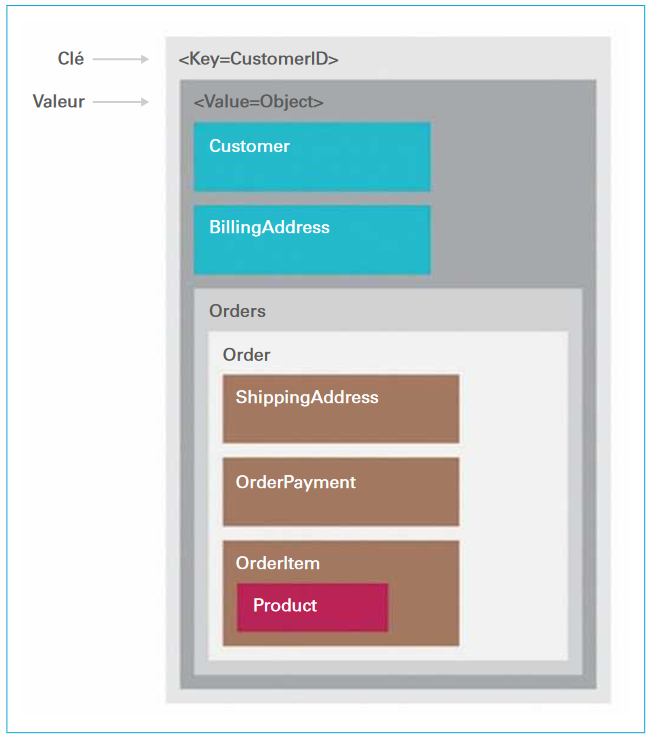 Clé
<Key=CustomerID>
Valeur
<Value=Object>
Customer
BillingAddress
Orders
Order
ShippingAddress
OrderPayment
OrderItem
Product